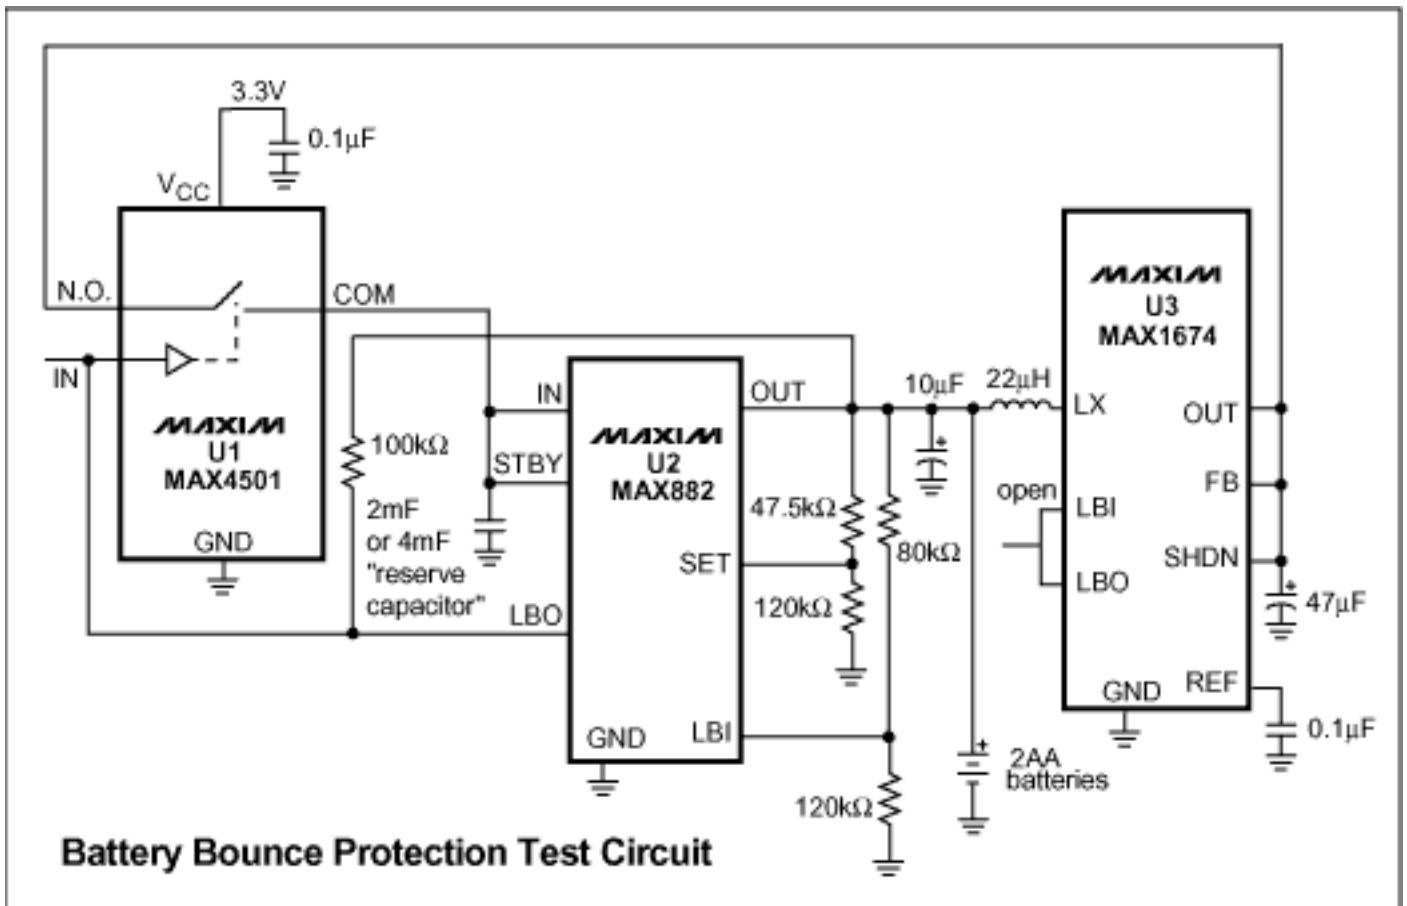 3.3V
0.1µF
VCC
N.O.
COM
IN
MAXIM
U1
MAX4501
GND
100kΩ
2mF
or 4mF
"reserve
capacitor"
IN
STBY
LBO
OUT
MAXIM
U2
MAX882
SET
GND
LBI
47.5kΩ
80kΩ
120kΩ
120kΩ
10µF
22µH
2AA
batteries
open
MAXIM
U3
MAX1674
LX
OUT
FB
LBI
SHDN
LBO
47µF
GND
REF
0.1µF
Battery Bounce Protection Test Circuit